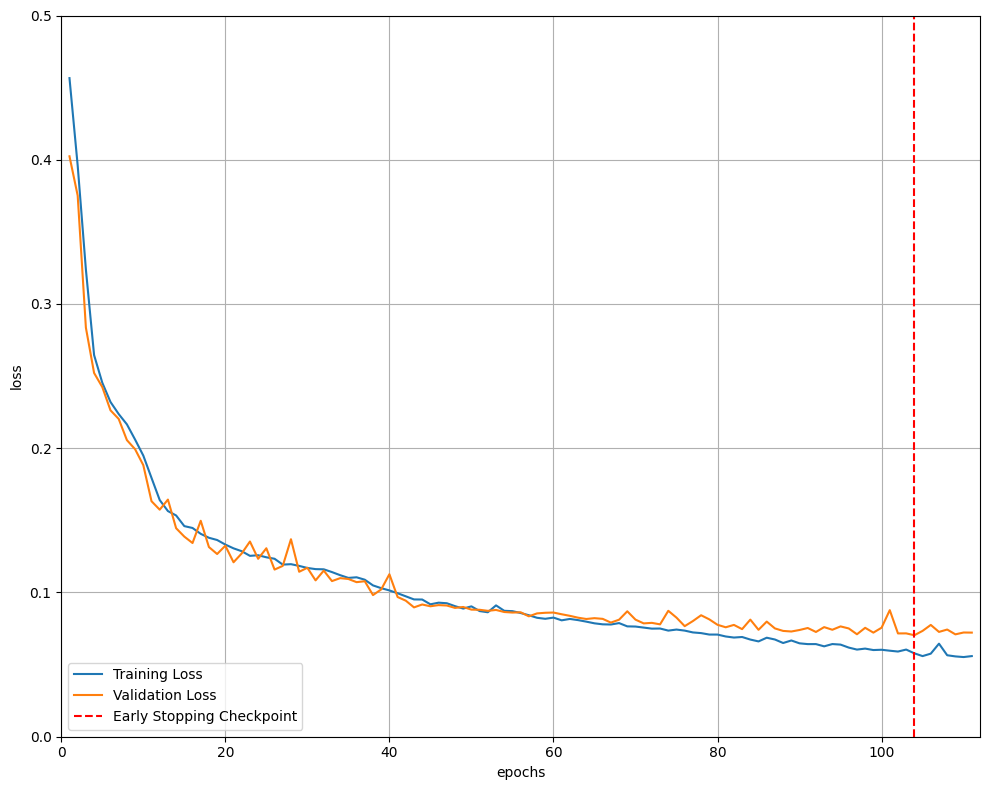 0.5
0.4
0.3
0.2
0.1
0.0
loss
Training Loss
Validation Loss
Early Stopping Checkpoint
0 20 40 60 80 100
epochs